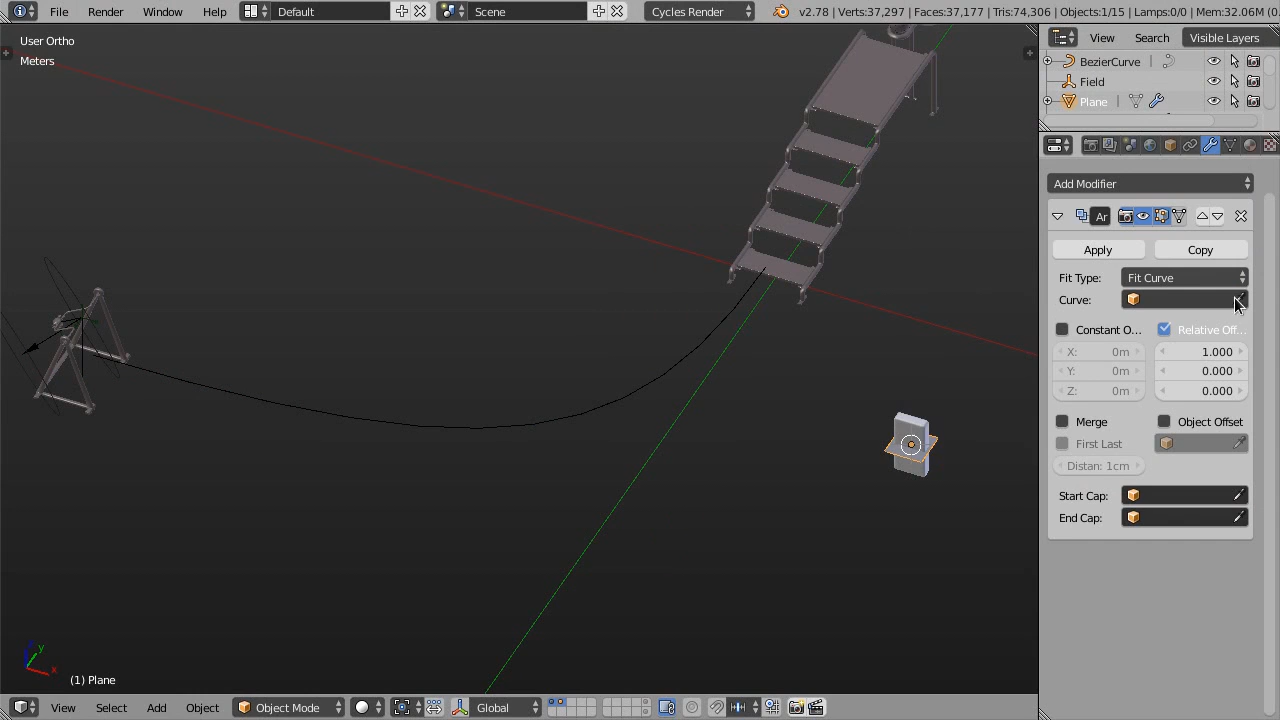 File Render Window Help Default Scene Cycles Render v2.78 | Verts:37,297 | Faces:37,177 | Tris:74,306 | Objects:1/15 | Lamps:0/0 | Mem:32.06M (0
User Ortho
Meters
View Search Visible Layers
BezierCurve
Field
Plane
Add Modifier
Ar
Apply Copy
Fit Type: Fit Curve
Curve:
Constant O... Relative Off...
X: 0m 1.000
Y: 0m 0.000
Z: 0m 0.000
Merge Object Offset
First Last
Distan: 1cm
Start Cap:
End Cap:
z
y
x
(1) Plane
View Select Add Object Object Mode Global